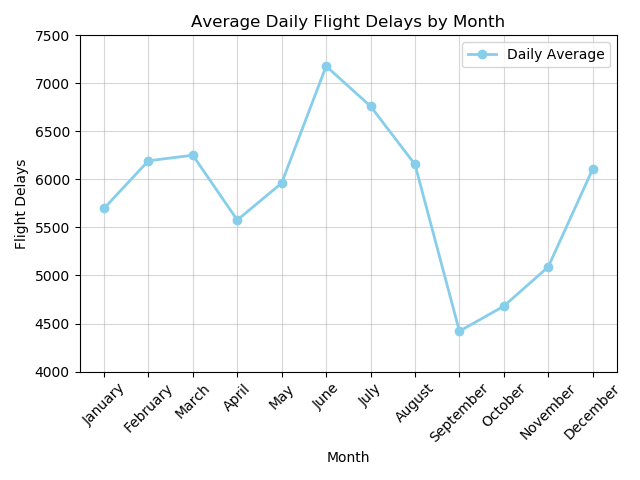 Average Daily Flight Delays by Month
Daily Average
Flight Delays
7500
7000
6500
6000
5500
5000
4500
4000
January
February
March
April
May
June
July
August
September
October
November
December
Month